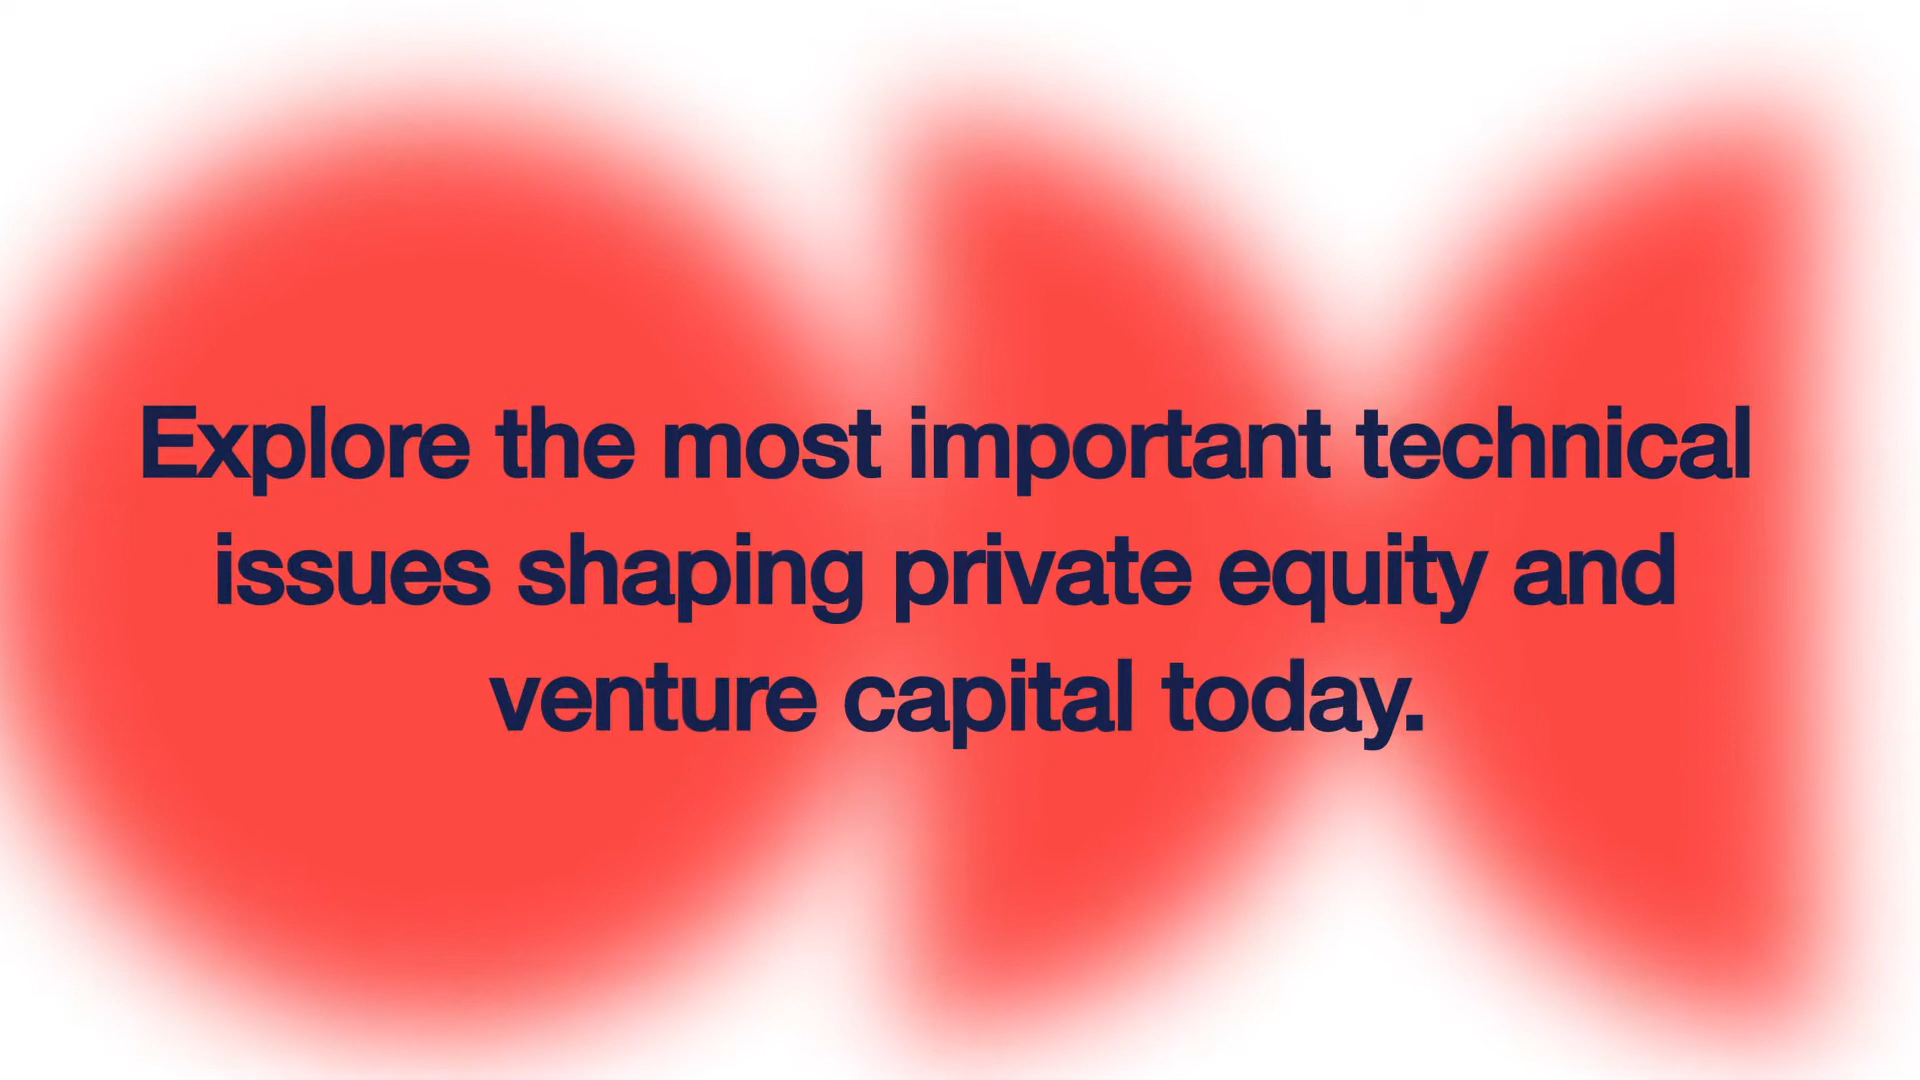 Explore the most important technical
issues shaping private equity and
venture capital today.